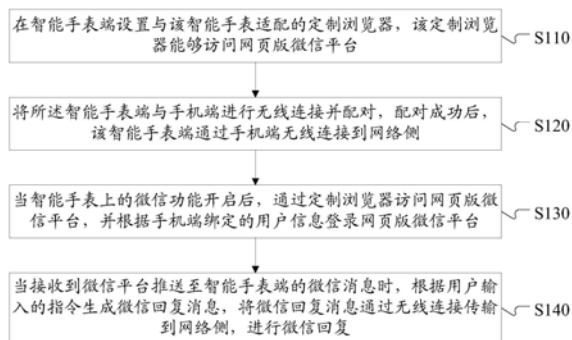 在智能手表端设置与该智能手表适配的定制浏览器，该定制浏览
器能够访问网页版微信平台
S110
将所述智能手表端与手机端进行无线连接并配对，配对成功后，
该智能手表端通过手机端无线连接到网络侧
S120
当智能手表上的微信功能开启后，通过定制浏览器访问网页版微
信平台，并根据手机端绑定的用户信息登录网页版微信平台
S130
当接收到微信平台推送至智能手表端的微信消息时，根据用户输
入的指令生成微信回复消息，将微信回复消息通过无线连接传输
到网络侧，进行微信回复
S140